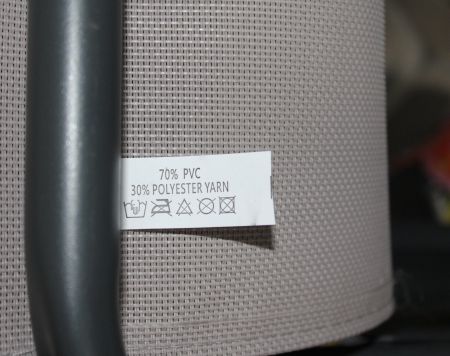 70% PVC
30% POLYESTER YARN